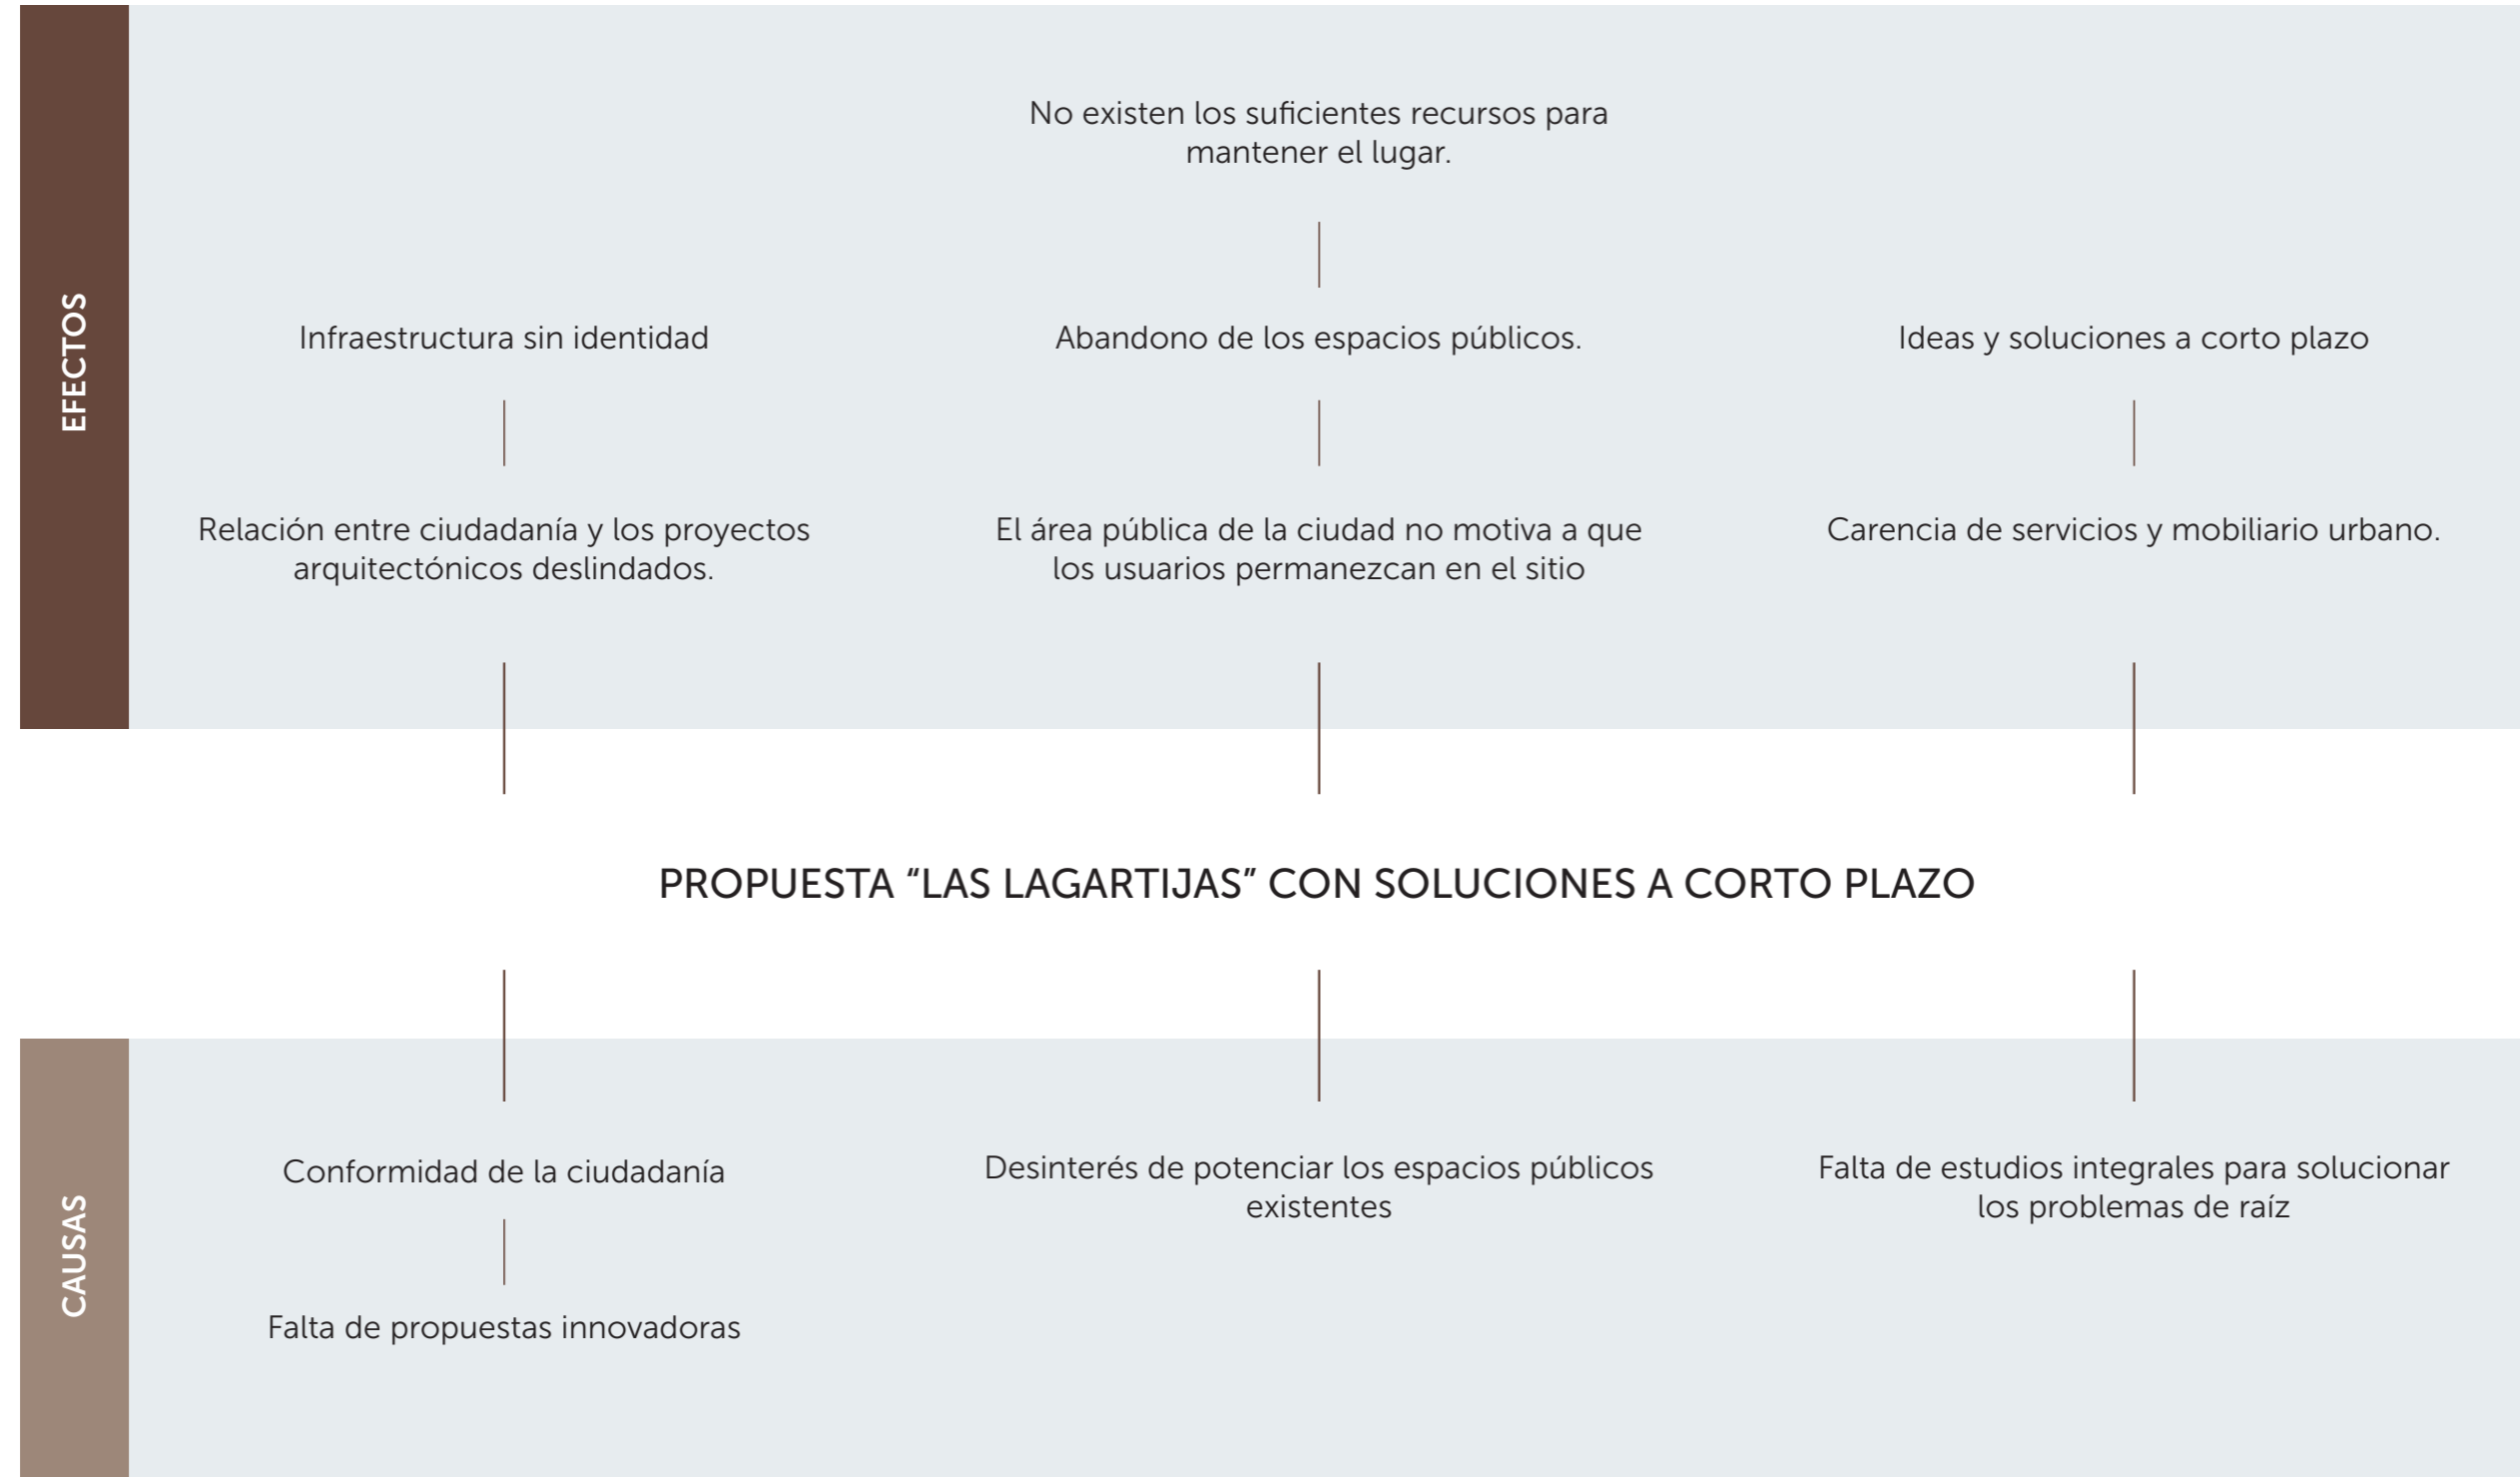 EFECTOS
No existen los suficientes recursos para
mantener el lugar.
Infraestructura sin identidad
Abandono de los espacios públicos.
Ideas y soluciones a corto plazo
Relación entre ciudadanía y los proyectos
arquitectónicos deslindados.
El área pública de la ciudad no motiva a que
los usuarios permanezcan en el sitio
Carencia de servicios y mobiliario urbano.
PROPUESTA “LAS LAGARTIJAS” CON SOLUCIONES A CORTO PLAZO
CAUSAS
Conformidad de la ciudadanía
Falta de propuestas innovadoras
Desinterés de potenciar los espacios públicos
existentes
Falta de estudios integrales para solucionar
los problemas de raíz